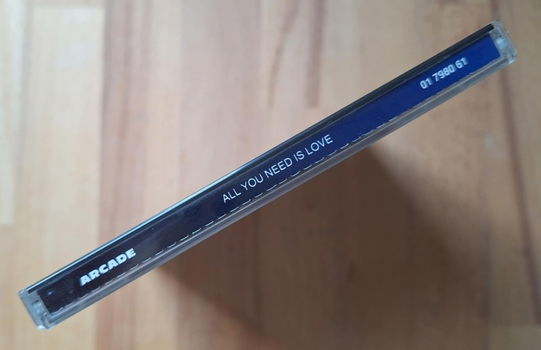 ARCADE
ALL YOU NEED IS LOVE
01 7980 61